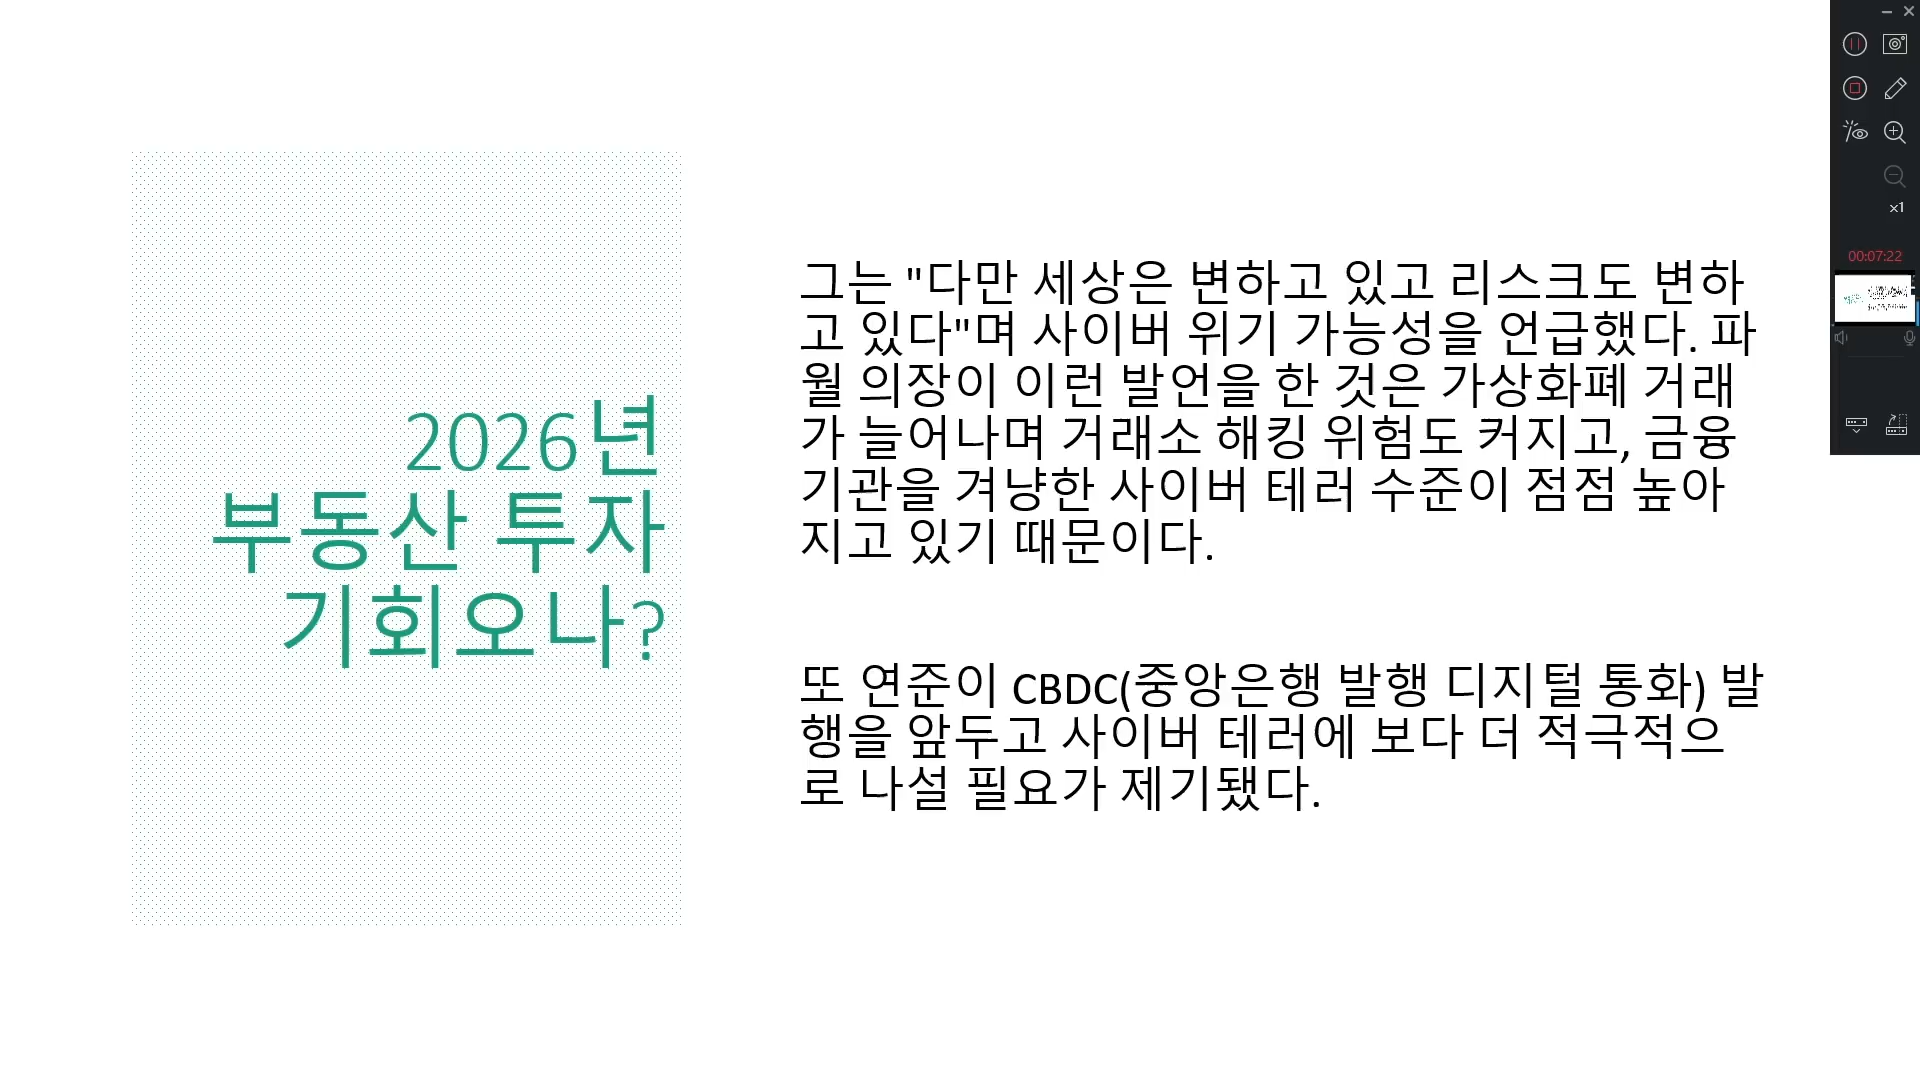 2026년
부동산 투자
기회오나?
그는 "다만 세상은 변하고 있고 리스크도 변하
고 있다"며 사이버 위기 가능성을 언급했다. 파
월 의장이 이런 발언을 한 것은 가상화폐 거래
가 늘어나며 거래소 해킹 위험도 커지고, 금융
기관을 겨냥한 사이버 테러 수준이 점점 높아
지고 있기 때문이다.
또 연준이 CBDC(중앙은행 발행 디지털 통화) 발
행을 앞두고 사이버 테러에 보다 더 적극적으
로 나설 필요가 제기됐다.
x1
00:07:22